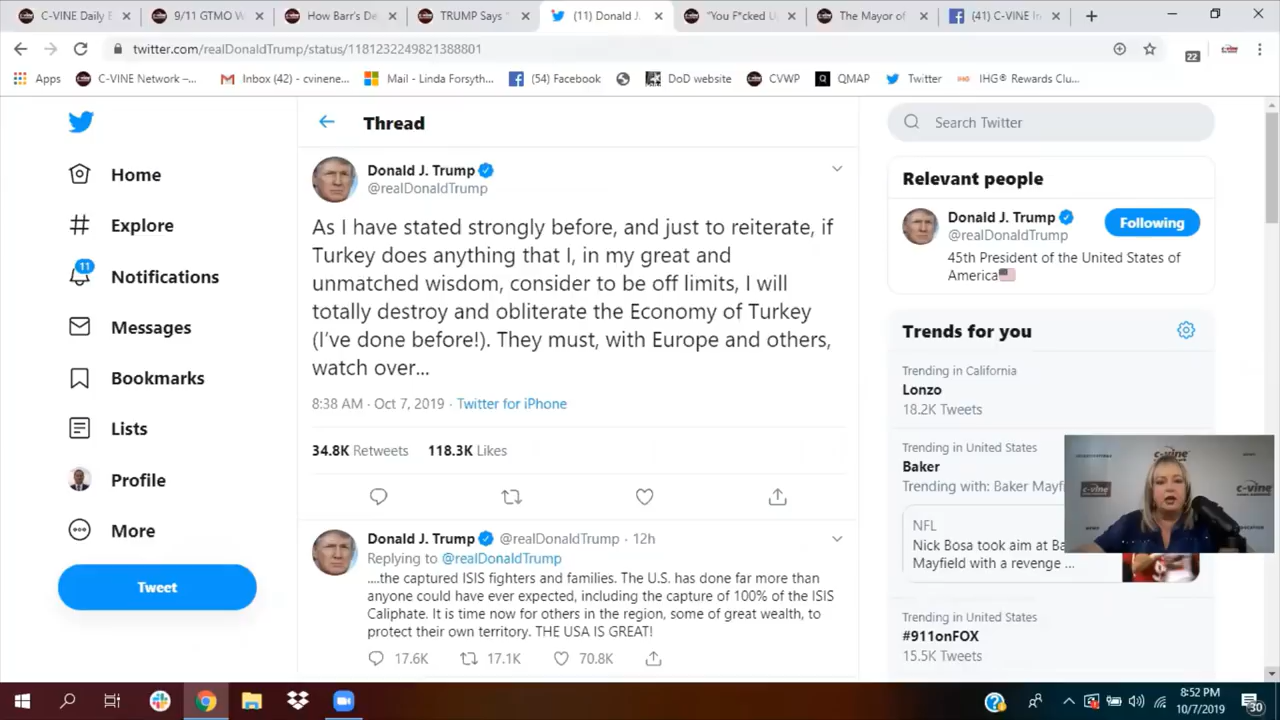 C-VINE Daily E
9/11 GTMO W
How Barr's De
TRUMP Says "
(11) Donald J.
"You F*cked U
The Mayor of
(41) C-VINE In
twitter.com/realDonaldTrump/status/1181232249821388801
22
Apps
C-VINE Network –...
Inbox (42) - cvinene...
Mail - Linda Forsyth...
(54) Facebook
DoD website
CVWP
QMAP
Twitter
IHG® Rewards Clu...
Thread
Search Twitter
Home
Explore
11
Notifications
Messages
Bookmarks
Lists
Profile
More
Tweet
Donald J. Trump
@realDonaldTrump
As I have stated strongly before, and just to reiterate, if
Turkey does anything that I, in my great and
unmatched wisdom, consider to be off limits, I will
totally destroy and obliterate the Economy of Turkey
(I've done before!). They must, with Europe and others,
watch over...
8:38 AM · Oct 7, 2019 · Twitter for iPhone
34.8K Retweets 118.3K Likes
Donald J. Trump @realDonaldTrump · 12h
Replying to @realDonaldTrump
....the captured ISIS fighters and families. The U.S. has done far more than
anyone could have ever expected, including the capture of 100% of the ISIS
Caliphate. It is time now for others in the region, some of great wealth, to
protect their own territory. THE USA IS GREAT!
17.6K 17.1K 70.8K
Relevant people
Donald J. Trump
@realDonaldTrump
Following
45th President of the United States of
America
Trends for you
Trending in California
Lonzo
18.2K Tweets
Trending in United States
Baker
Trending with: Baker Mayf
NFL
Nick Bosa took aim at Ba
Mayfield with a revenge ...
Trending in United States
#911onFOX
15.5K Tweets
c-vine
c-vine
c-vine
8:52 PM
10/7/2019
30